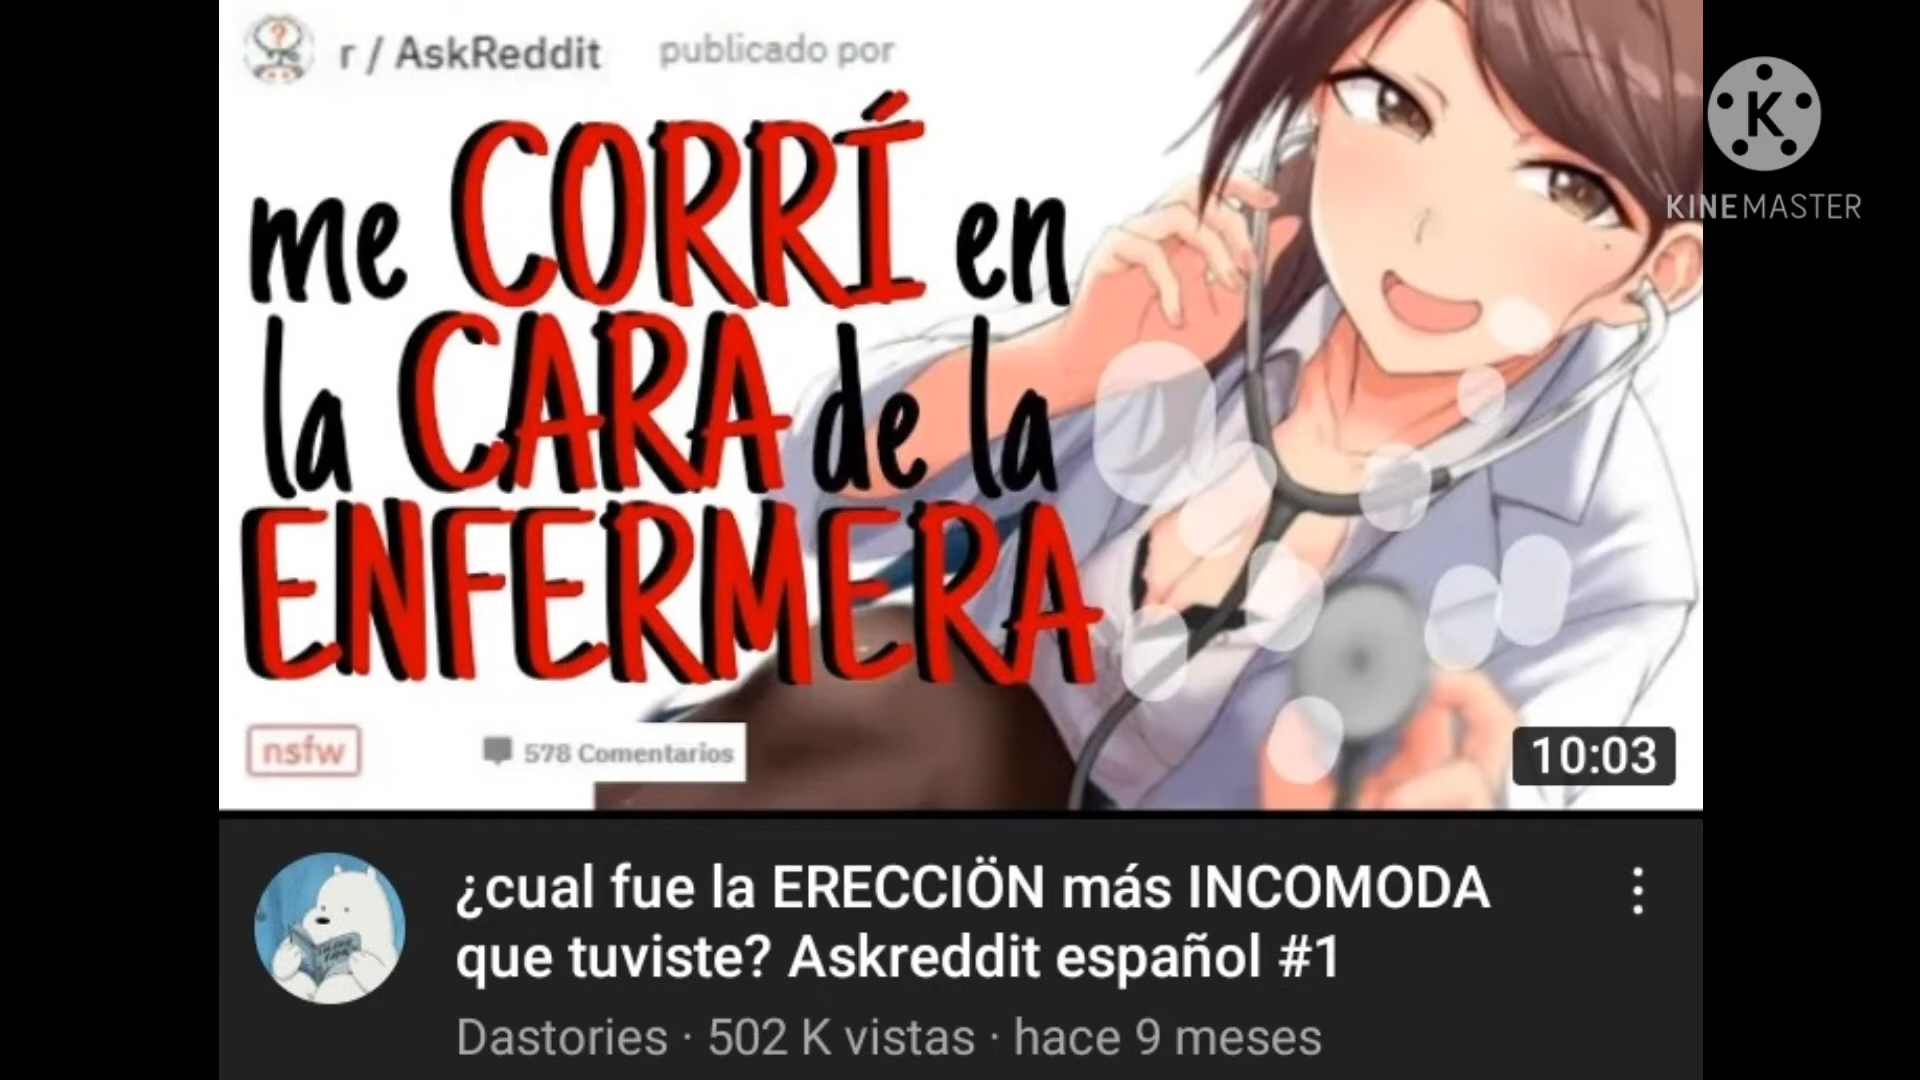 r / AskReddit publicado por
me CORRÍ en
la CARA de la
ENFERMERA
nsfw 578 Comentarios
10:03
K
KINEMASTER
¿cual fue la ERECCIÖN más INCOMODA
que tuviste? Askreddit español #1
Dastories · 502 K vistas · hace 9 meses